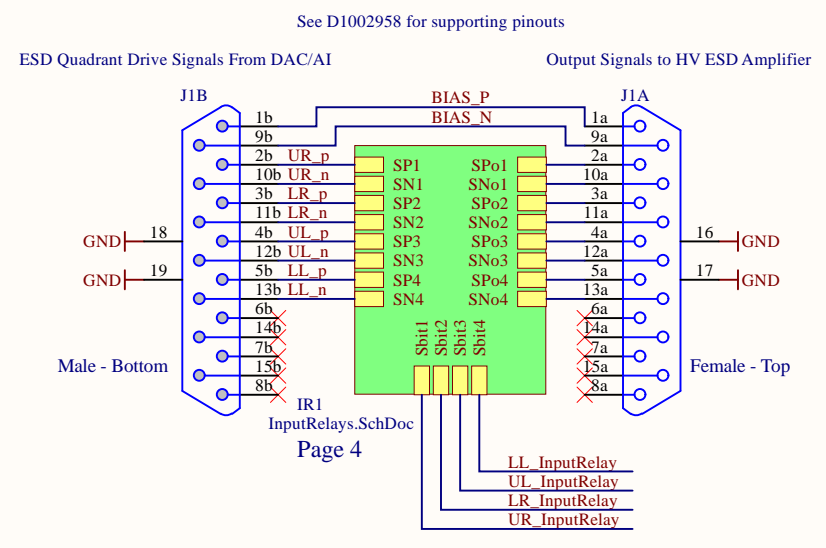 See D1002958 for supporting pinouts
ESD Quadrant Drive Signals From DAC/AI
Output Signals to HV ESD Amplifier
J1B
BIAS_P
J1A
1b
1a
BIAS_N
9b
9a
2b UR_p
SP1
SPo1
2a
10b UR_n
SN1
SNo1
10a
3b LR_p
SP2
SPo2
3a
11b LR_n
SN2
SNo2
11a
18
4b UL_p
SP3
SPo3
4a
16
GND
GND
12b UL_n
SN3
SNo3
12a
19
5b LL_p
SP4
SPo4
5a
17
GND
GND
13b LL_n
SN4
SNo4
13a
6b
6a
14b
14a
7b
7a
15b
15a
8b
8a
Sbit1
Sbit2
Sbit3
Sbit4
Male - Bottom
Female - Top
IR1
InputRelays.SchDoc
Page 4
LL_InputRelay
UL_InputRelay
LR_InputRelay
UR_InputRelay